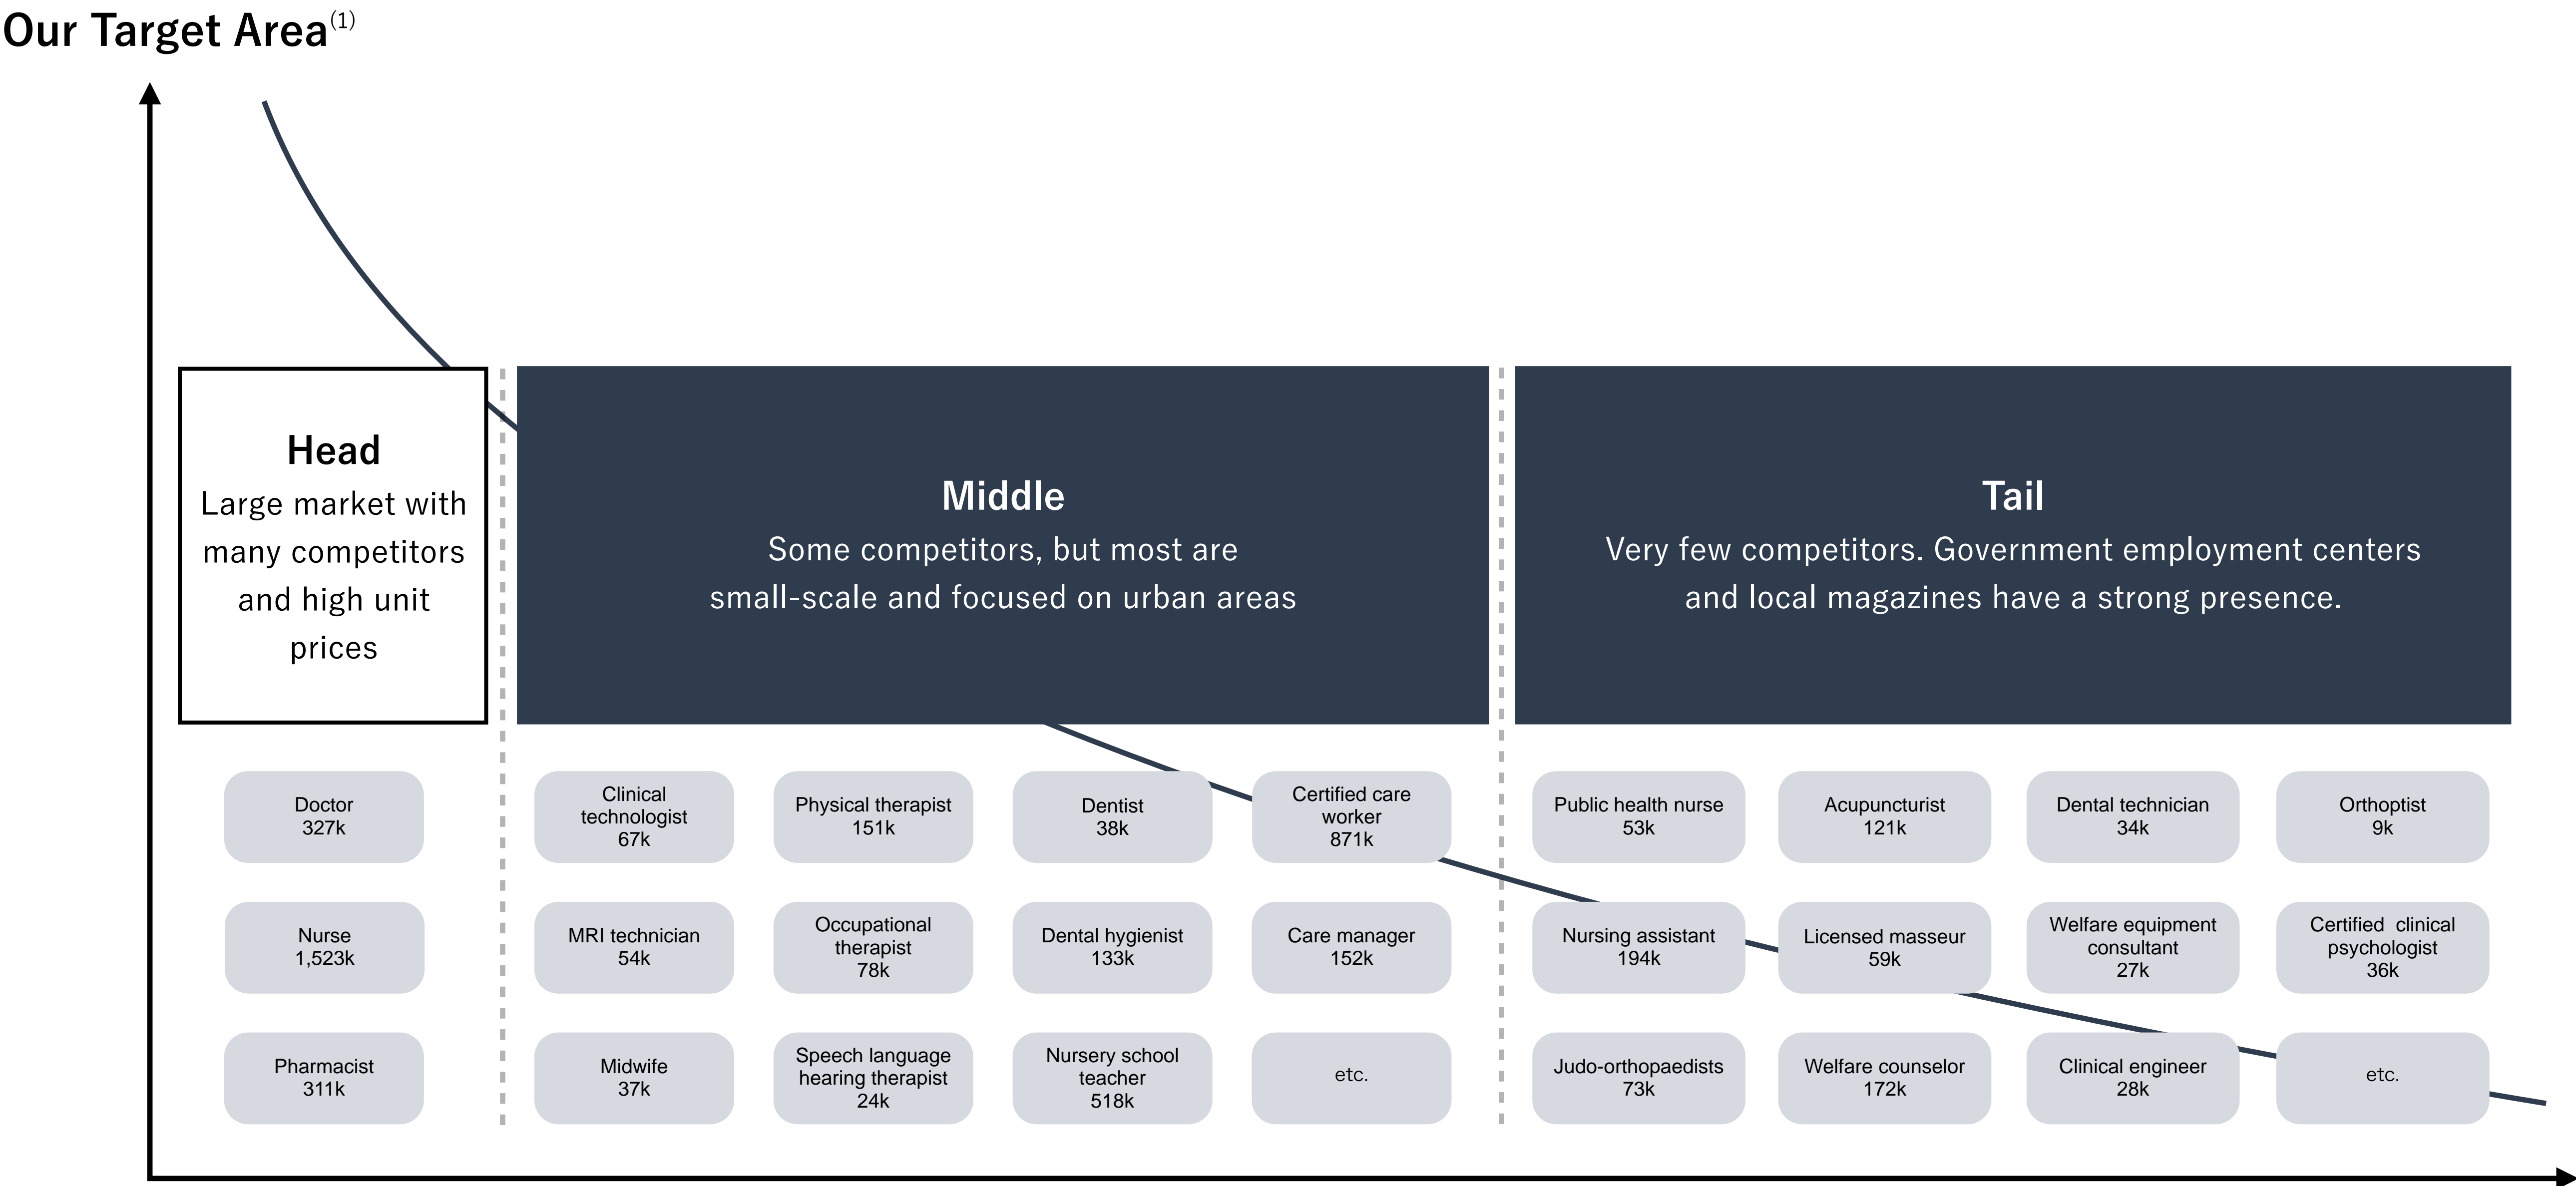 Our Target Area(1)
Head
Large market with
many competitors
and high unit
prices
Middle
Some competitors, but most are
small-scale and focused on urban areas
Tail
Very few competitors. Government employment centers
and local magazines have a strong presence.
Doctor
327k
Nurse
1,523k
Pharmacist
311k
Clinical
technologist
67k
Physical therapist
151k
Dentist
38k
Certified care
worker
871k
MRI technician
54k
Occupational
therapist
78k
Dental hygienist
133k
Care manager
152k
Midwife
37k
Speech language
hearing therapist
24k
Nursery school
teacher
518k
etc.
Public health nurse
53k
Acupuncturist
121k
Dental technician
34k
Orthoptist
9k
Nursing assistant
194k
Licensed masseur
59k
Welfare equipment
consultant
27k
Certified clinical
psychologist
36k
Judo-orthopaedists
73k
Welfare counselor
172k
Clinical engineer
28k
etc.